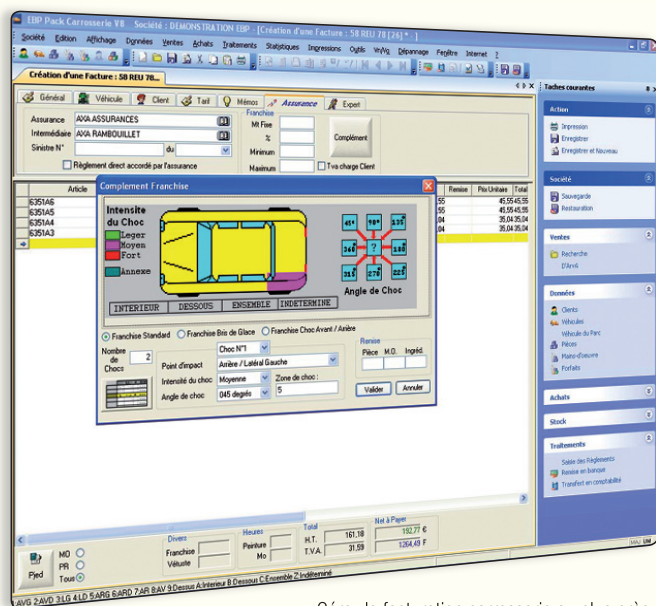 EBP Pack Carrosserie V8 Société : DEMONSTRATION EBP - [Création d'une Facture : 58 REU 78 [26] * - ]
Société Edition Affichage Données Ventes Achats Traitements Statistiques Impressions Outils Dépannage Fenêtre Internet ?
Création d'une Facture : 58 REU 78...
Général Véhicule Client Tarif Mémos Assurance Expert
Assurance AXA ASSURANCES
Intermédiaire AXA RAMBOUILLET
Sinistre N° du
Règlement direct accordé par l'assurance
Franchise
Mt Fixe
%
Minimum
Maximum
Complément
Tva charge Client
Article Remise Prix Unitaire Total
6351A6 45,55 45,55
6351A5 45,55 45,55
6351A4 35,04 35,04
6351A3 35,04 35,04
Complement Franchise
Intensite du Choc
Leger
Moyen
Fort
Annexe
INTERIEUR DESSOUS ENSEMBLE INDETERMINE
45° 90° 135°
360 ? 180
315 270 225
Angle de Choc
Franchise Standard Franchise Bris de Glace Franchise Choc Avant / Arrière
Nombre de Chocs 2
Choc N°1
Point d'impact Arrière / Latéral Gauche
Intensité du choc Moyenne Zone de choc :
Angle de choc 045 degrés 5
Remise
Pièce M.O. Ingréd.
Valider Annuler
Pied
MO
PR
Tous
Divers
Franchise
Vétuste
Heures
Peinture
Mo
Total
H.T. 161,18
T.V.A. 31,59
Net à Payer
192,77 €
1264,49 F
1:AVG 2:AVD 3:LG 4:LD 5:ARG 6:ARD 7:AR 8:AV 9:Dessus A:Interieur B:Dessous C:Ensemble Z:Indéterminé
Taches courantes
Action
Impression
Enregistrer
Enregistrer et Nouveau
Société
Sauvegarde
Restauration
Ventes
Recherche
D'ArvA
Données
Clients
Véhicules
Véhicule du Parc
Pièces
Mains-d'oeuvre
Forfaits
Achats
Stock
Traitements
Saisie des Règlements
Remise en banque
Transfert en comptabilité